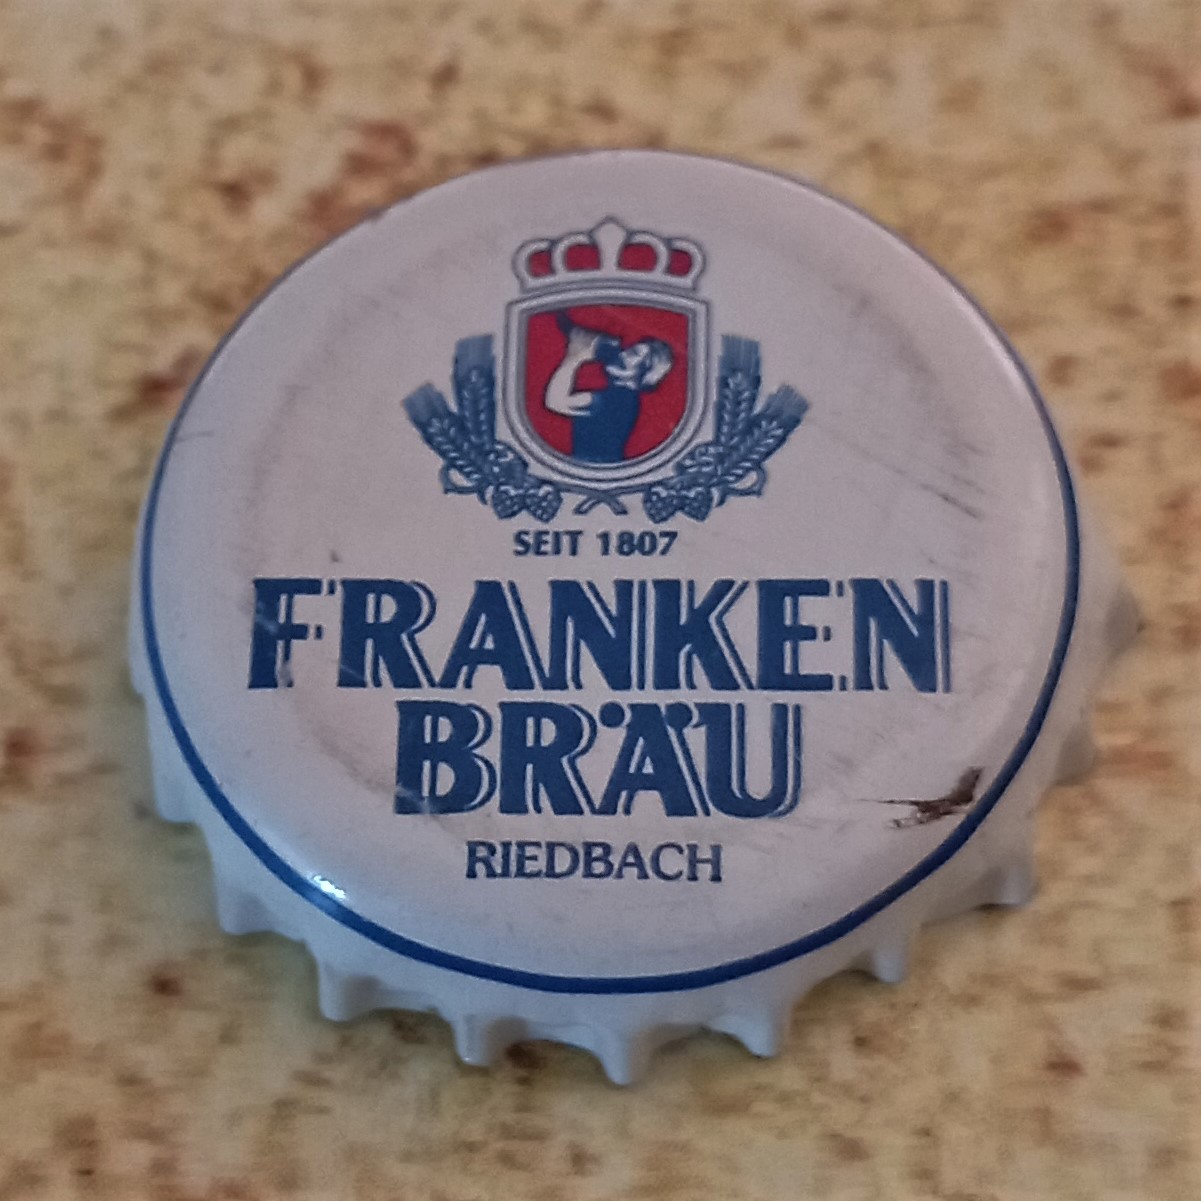 SEIT 1807
FRANKEN
BRÄU
RIEDBACH